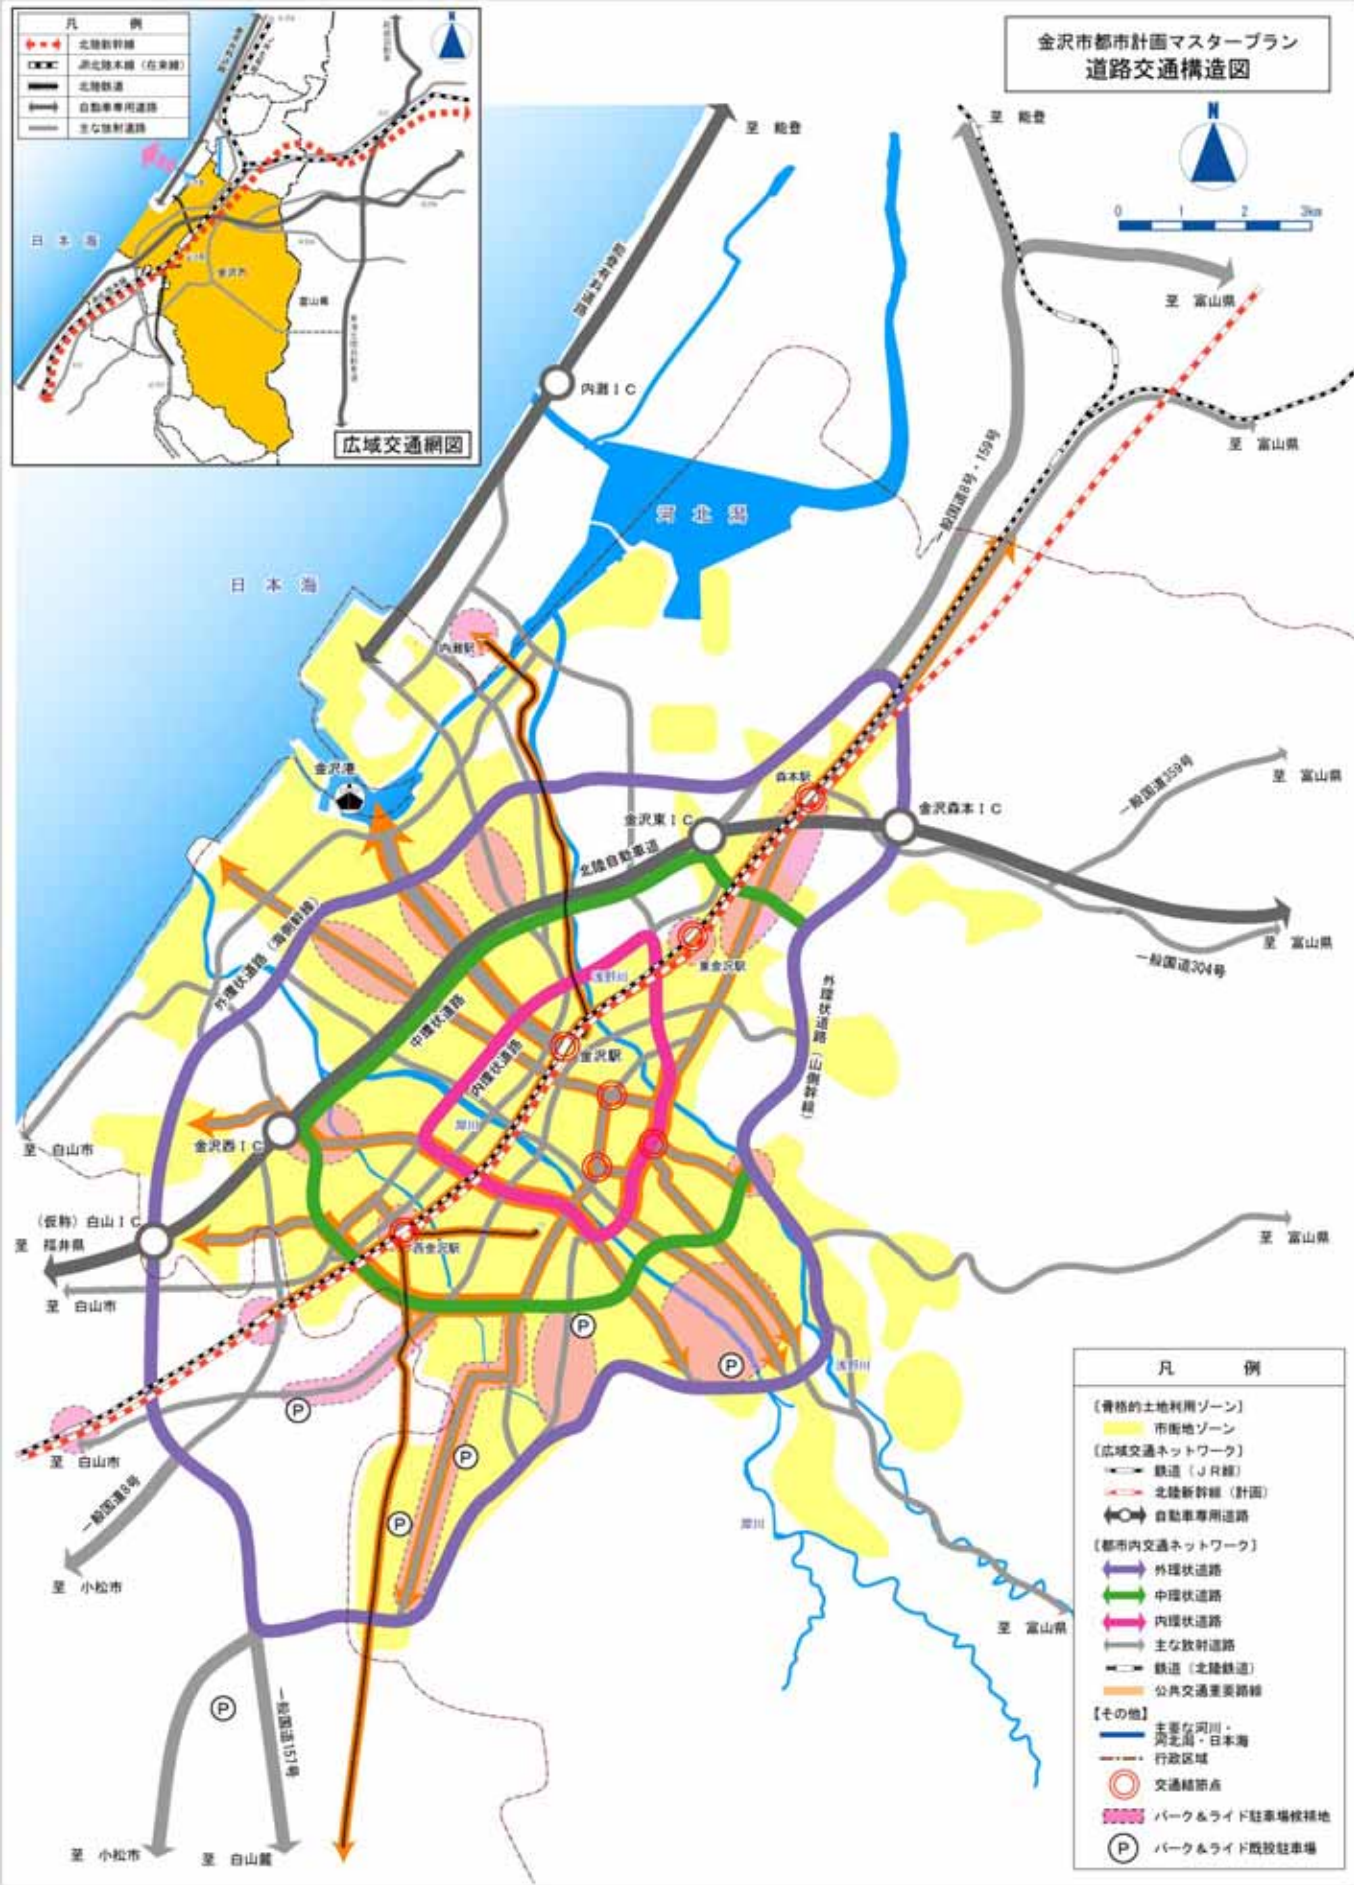 凡 例
北陸新幹線
JR北陸本線（在来線）
北陸鉄道
自動車専用道路
主な放射道路
N
日本海
金沢市
富山県
広域交通網図
金沢市都市計画マスタープラン
道路交通構造図
N
0 1 2 3km
至 能登
至 能登
能登有料道路
至 富山県
内灘ＩＣ
至 富山県
一般国道8号・159号
河北潟
日本海
内灘駅
金沢港
森本駅
金沢東ＩＣ
金沢森本ＩＣ
一般国道359号
至 富山県
北陸自動車道
外環状道路（海側幹線）
東金沢駅
至 富山県
一般国道304号
浅野川
中環状道路
外環状道路（山側幹線）
内環状道路
金沢駅
犀川
至 白山市
金沢西ＩＣ
（仮称）白山ＩＣ
至 福井県
西金沢駅
至 富山県
至 白山市
P
P
浅野川
P
至 白山市
P
一般国道8号
P
犀川
至 小松市
至 富山県
P
一般国道157号
至 小松市
至 白山麓
凡 例
〔骨格的土地利用ゾーン〕
市街地ゾーン
〔広域交通ネットワーク〕
鉄道（ＪＲ線）
北陸新幹線（計画）
自動車専用道路
〔都市内交通ネットワーク〕
外環状道路
中環状道路
内環状道路
主な放射道路
鉄道（北陸鉄道）
公共交通重要路線
【その他】
主要な河川・
河北潟・日本海
行政区域
交通結節点
パーク＆ライド駐車場候補地
P パーク＆ライド既設駐車場